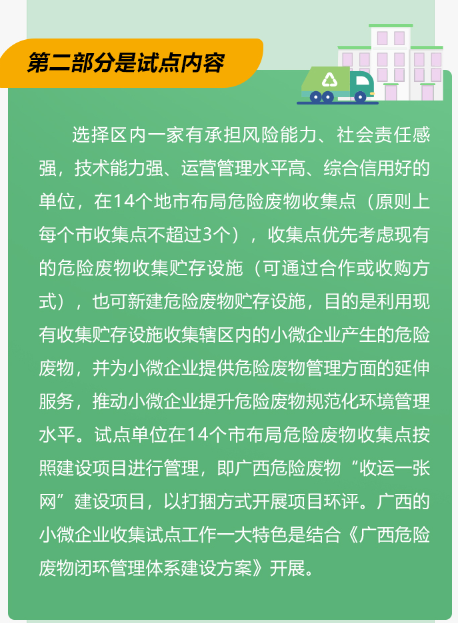 第二部分是试点内容
选择区内一家有承担风险能力、社会责任感
强，技术能力强、运营管理水平高、综合信用好的
单位，在14个地市布局危险废物收集点（原则上
每个市收集点不超过3个），收集点优先考虑现有
的危险废物收集贮存设施（可通过合作或收购方
式），也可新建危险废物贮存设施，目的是利用现
有收集贮存设施收集辖区内的小微企业产生的危险
废物，并为小微企业提供危险废物管理方面的延伸
服务，推动小微企业提升危险废物规范化环境管理
水平。试点单位在14个市布局危险废物收集点按
照建设项目进行管理，即广西危险废物“收运一张
网”建设项目，以打捆方式开展项目环评。广西的
小微企业收集试点工作一大特色是结合《广西危险
废物闭环管理体系建设方案》开展。